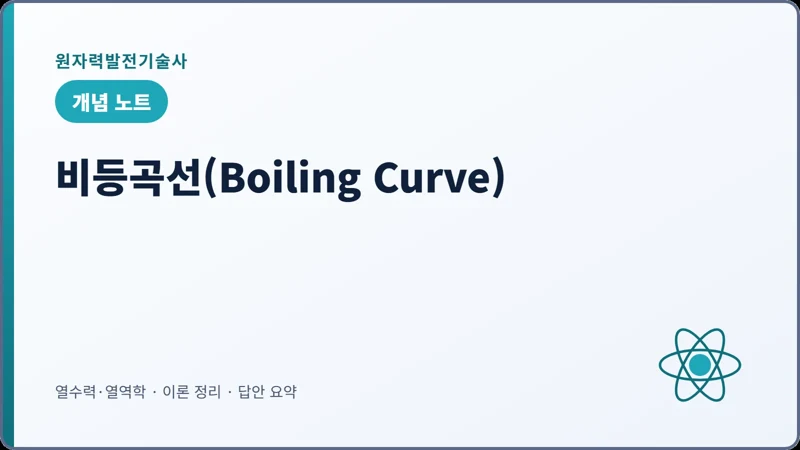 원자력발전기술사
개념 노트
비등곡선(Boiling Curve)
열수력·열역학 · 이론 정리 · 답안 요약